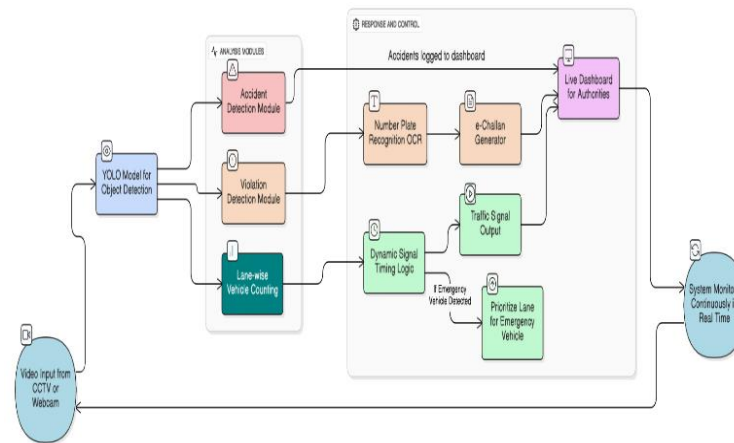 ANALYSIS MODULES
Accident
Detection Module
Violation
Detection Module
Lane-wise
Vehicle Counting
YOLO Model for
Object Detection
Video Input from
CCTV or
Webcam
RESPONSE AND CONTROL
Accidents logged to dashboard
Live Dashboard
for Authorities
Number Plate
Recognition OCR
e-Challan
Generator
Traffic Signal
Output
Dynamic Signal
Timing Logic
If Emergency
Vehicle Detected
Prioritize Lane
for Emergency
Vehicle
System Monito
Continuously i
Real Time